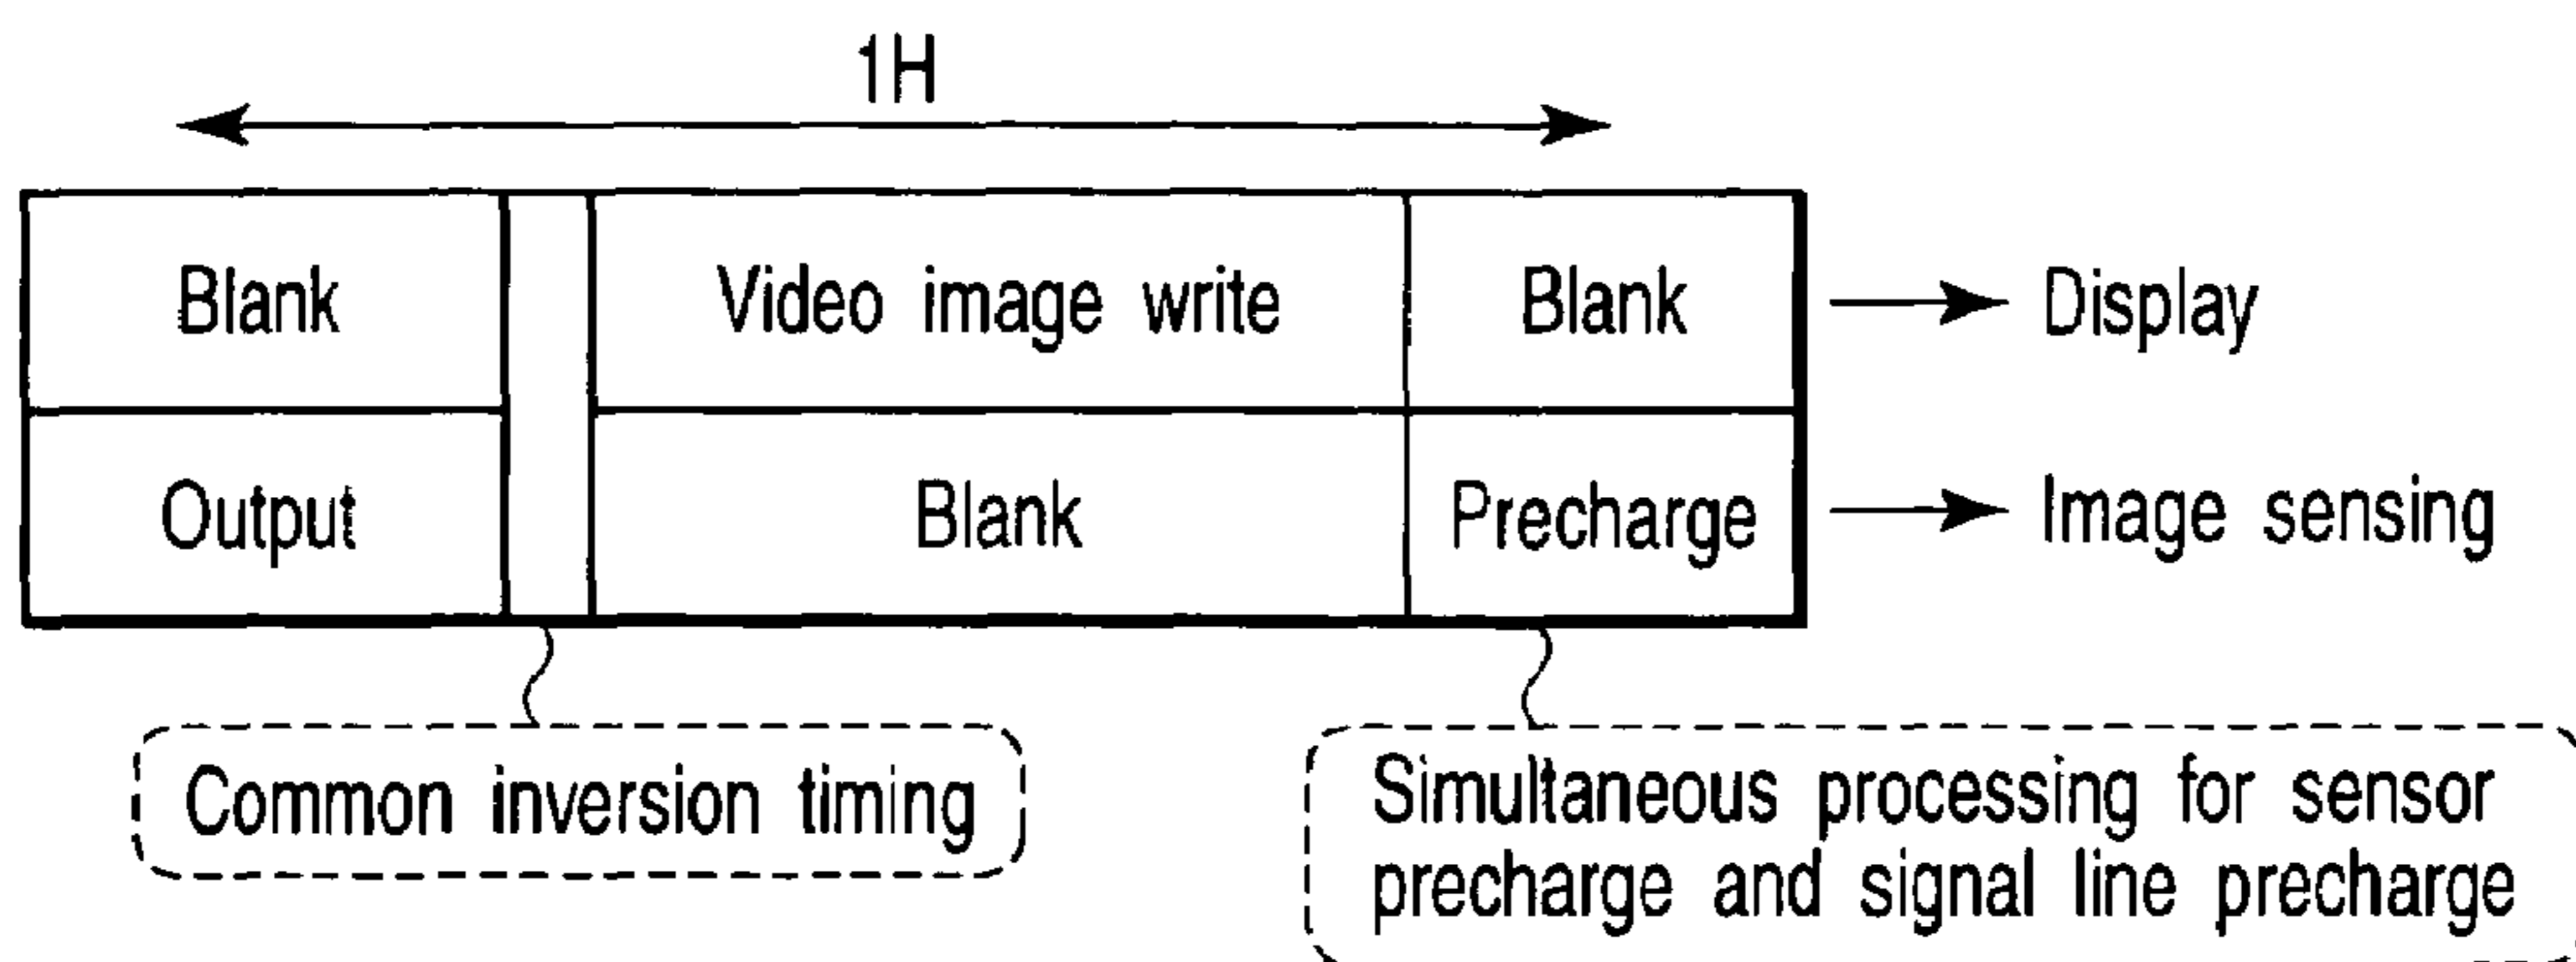 1H
Blank Video image write Blank Display
Output Blank Precharge Image sensing
Common inversion timing
Simultaneous processing for sensor
precharge and signal line precharge